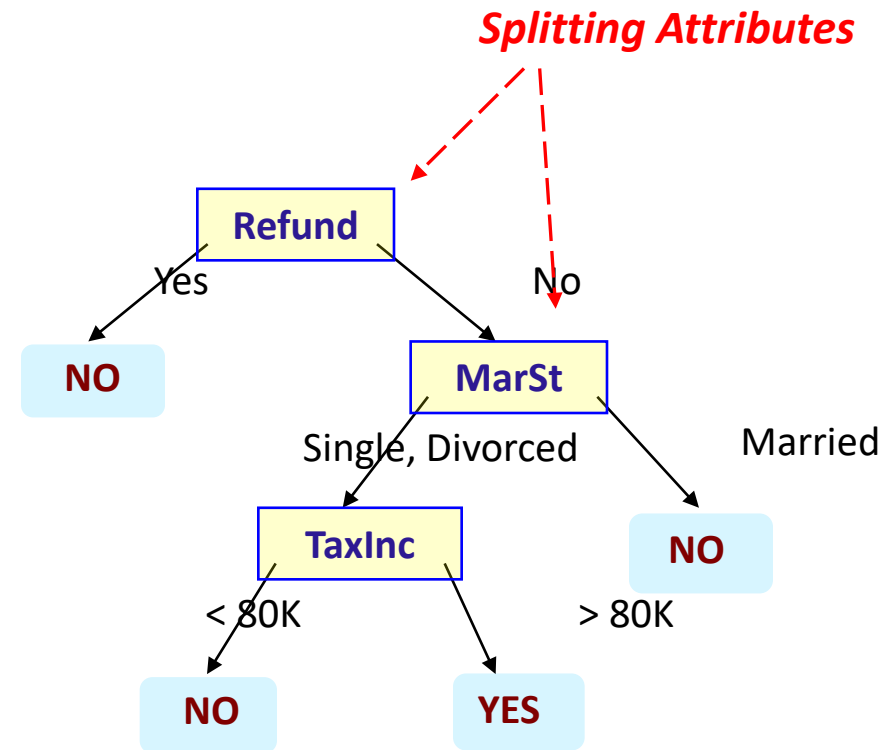 Splitting Attributes
Refund
Yes
No
NO
MarSt
Single, Divorced
Married
TaxInc
NO
< 80K
> 80K
NO
YES